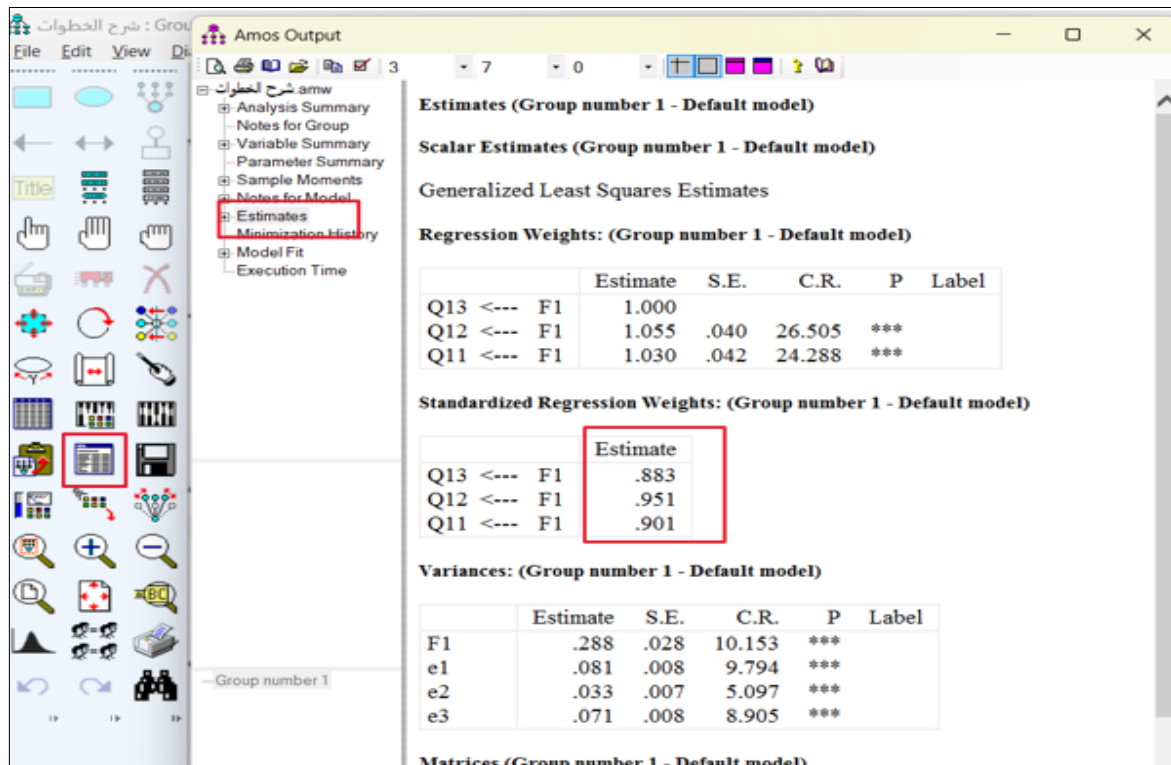 شرح الخطوات : Grou
File Edit View Di
Title
Amos Output
3 7 0
شرح الخطوات.amw
Analysis Summary
Notes for Group
Variable Summary
Parameter Summary
Sample Moments
Notes for Model
Estimates
Minimization History
Model Fit
Execution Time
Group number 1
Estimates (Group number 1 - Default model)
Scalar Estimates (Group number 1 - Default model)
Generalized Least Squares Estimates
Regression Weights: (Group number 1 - Default model)
Estimate S.E. C.R. P Label
Q13 <--- F1 1.000
Q12 <--- F1 1.055 .040 26.505 ***
Q11 <--- F1 1.030 .042 24.288 ***
Standardized Regression Weights: (Group number 1 - Default model)
Estimate
Q13 <--- F1 .883
Q12 <--- F1 .951
Q11 <--- F1 .901
Variances: (Group number 1 - Default model)
Estimate S.E. C.R. P Label
F1 .288 .028 10.153 ***
e1 .081 .008 9.794 ***
e2 .033 .007 5.097 ***
e3 .071 .008 8.905 ***
Matrices (Group number 1 - Default model)